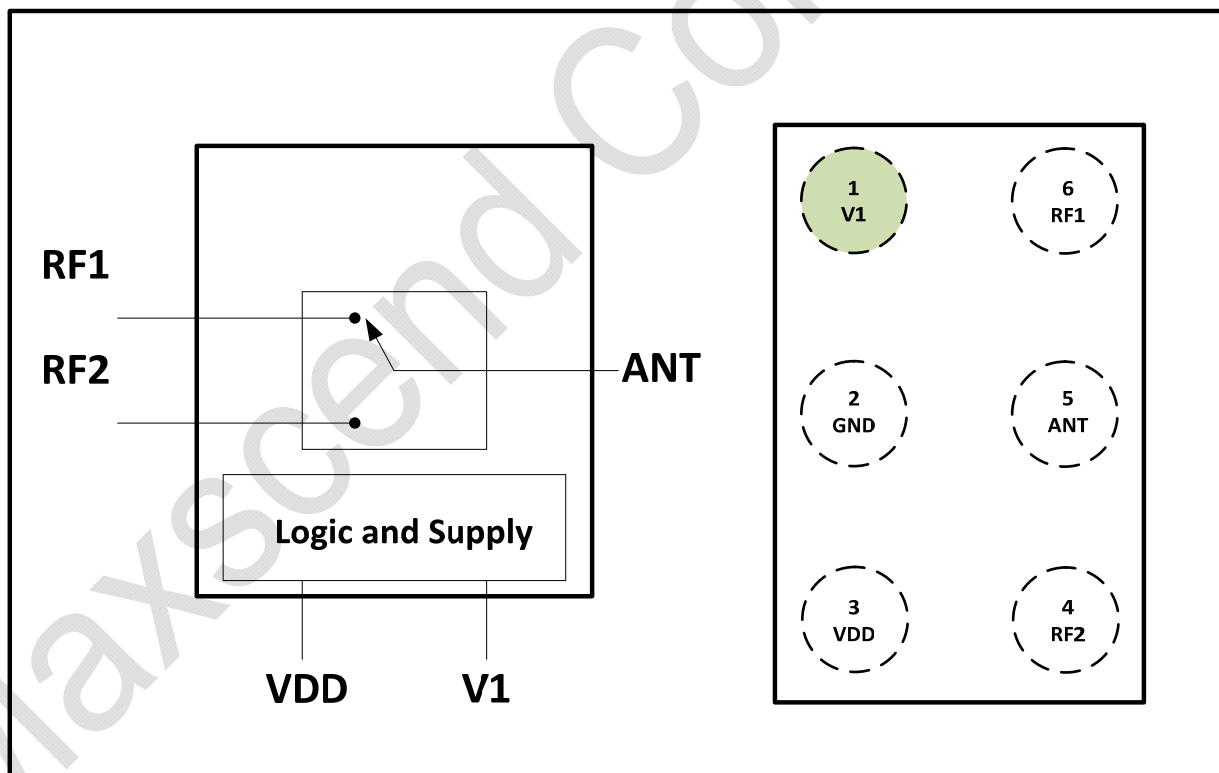 RF1
RF2
ANT
Logic and Supply
VDD
V1
1
V1
6
RF1
2
GND
5
ANT
3
VDD
4
RF2